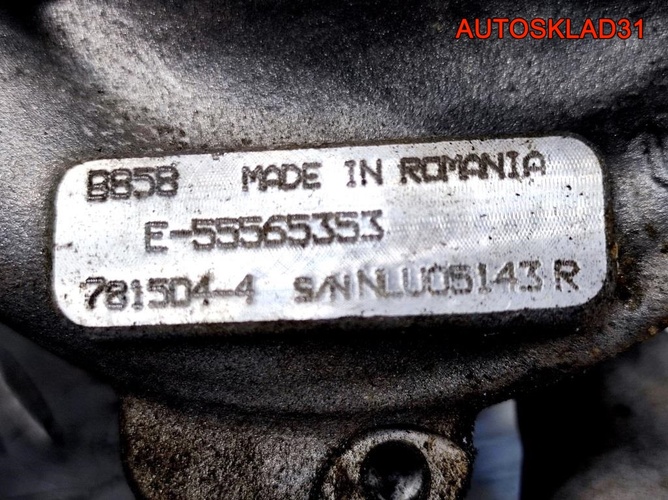 AUTOSKLAD31
B858 MADE IN ROMANIA
E-55565353
781504-4 S/N NLU05143 R